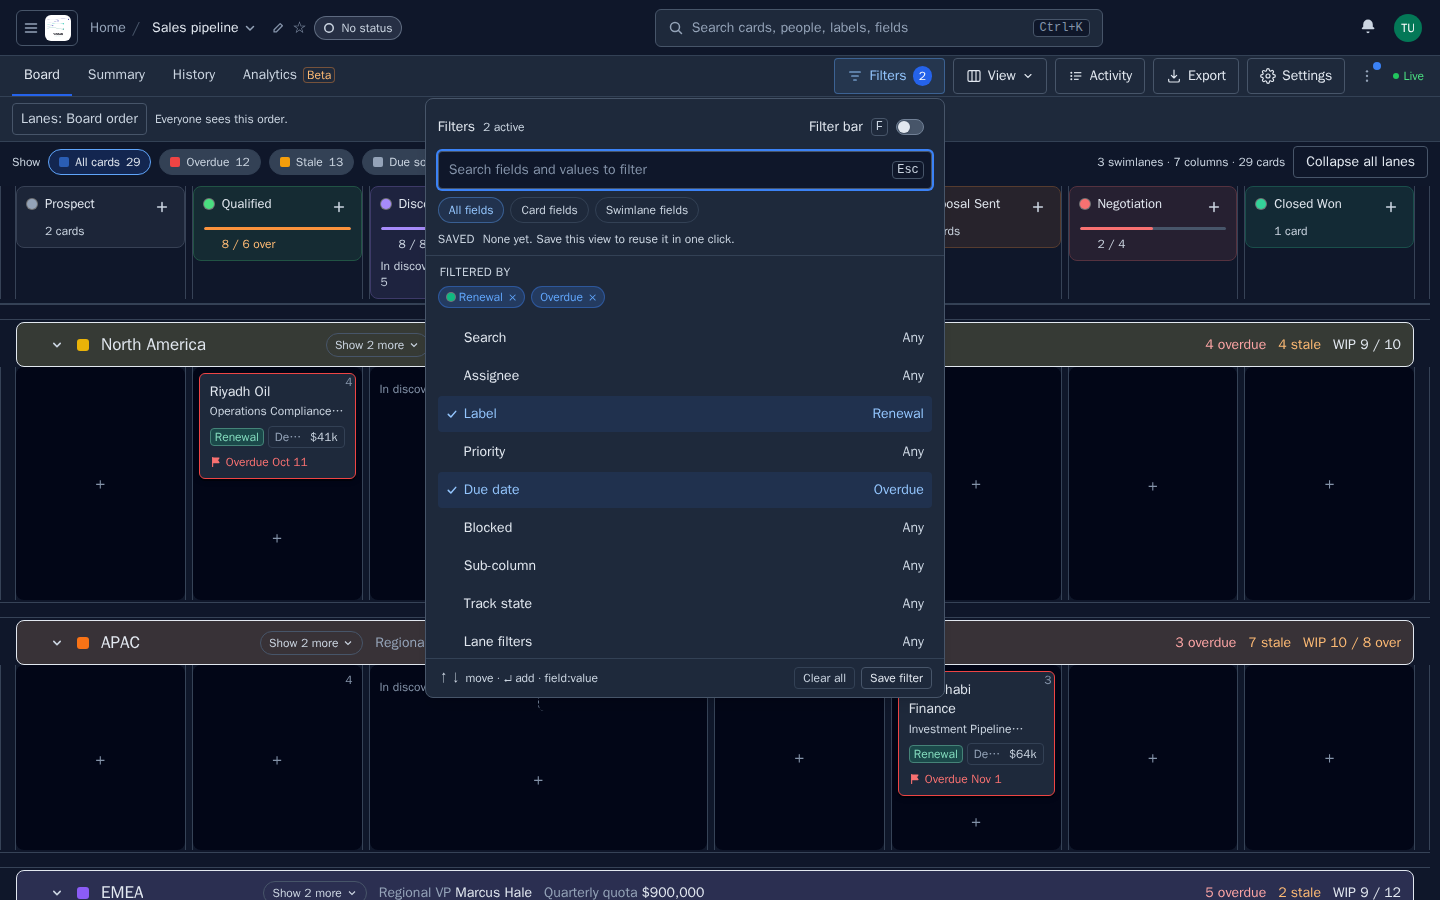 Home / Sales pipeline No status Search cards, people, labels, fields Ctrl+K TU
Board Summary History Analytics Beta Filters 2 View Activity Export Settings Live
Lanes: Board order Everyone sees this order.
Filters 2 active Filter bar F
Show All cards 29 Overdue 12 Stale 13 Due 3 swimlanes · 7 columns · 29 cards Collapse all lanes
Search fields and values to filter Esc
All fields Card fields Swimlane fields
SAVED None yet. Save this view to reuse it in one click.
Prospect
2 cards
Qualified
8 / 6 over
8 / 8
In discov
5
Sent
Negotiation
2 / 4
Closed Won
1 card
FILTERED BY
Renewal × Overdue ×
Search Any
Assignee Any
Label Renewal
Priority Any
Due date Overdue
Blocked Any
Sub-column Any
Track state Any
Lane filters Any
↑ ↓ move · ↵ add · field:value Clear all Save filter
North America Show 2 more 4 overdue 4 stale WIP 9 / 10
4
Riyadh Oil
Operations Compliance···
Renewal De··· $41k
Overdue Oct 11
In discov
APAC Show 2 more Regiona 3 overdue 7 stale WIP 10 / 8 over
4
In discov
3
habi
Finance
Investment Pipeline···
Renewal De··· $64k
Overdue Nov 1
EMEA Show 2 more Regional VP Marcus Hale Quarterly quota $900,000 5 overdue 2 stale WIP 9 / 12